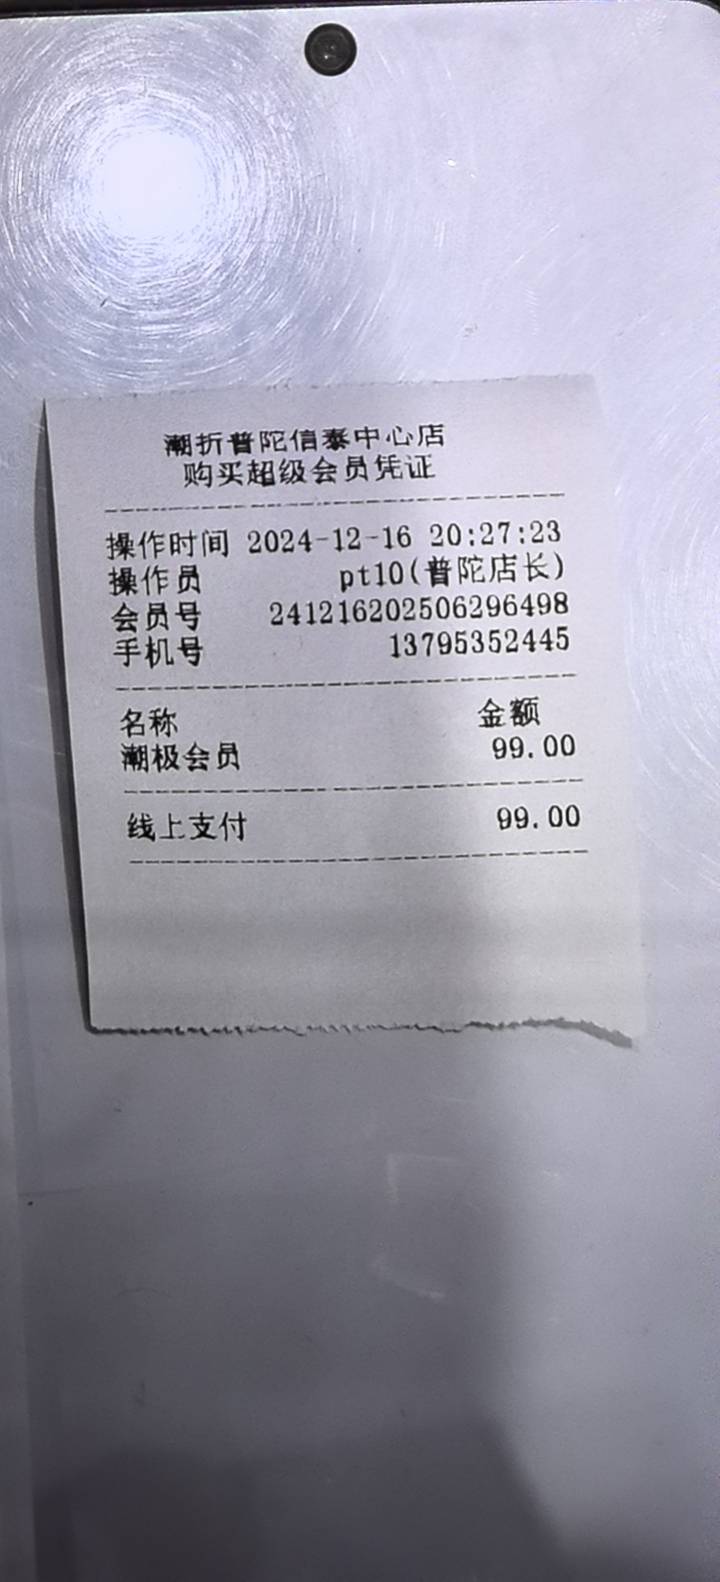 潮折普陀信泰中心店
购买超级会员凭证
操作时间 2024-12-16 20:27:23
操作员 pt10(普陀店长)
会员号 241216202506296498
手机号 13795352445
名称 金额
潮极会员 99.00
线上支付 99.00